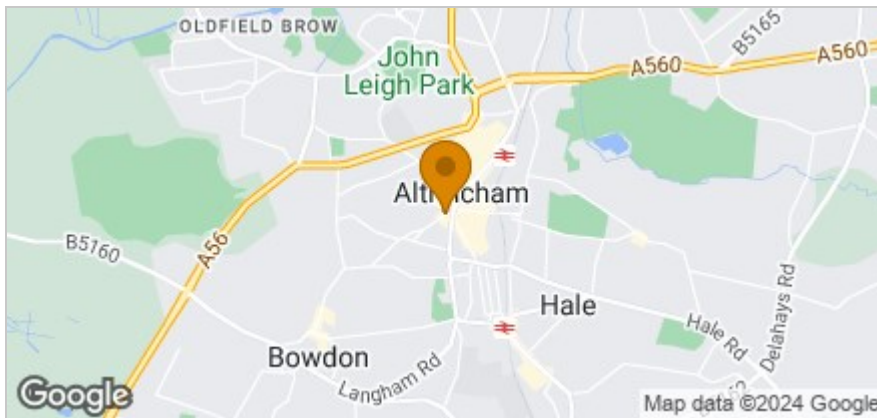 OLDFIELD BROW
B5165
John
Leigh Park
A560
A560
Altrincham
B5160
A56
Hale
Bowdon
Langham Rd
Hale Rd
Delahays Rd
Google
Map data ©2024 Google